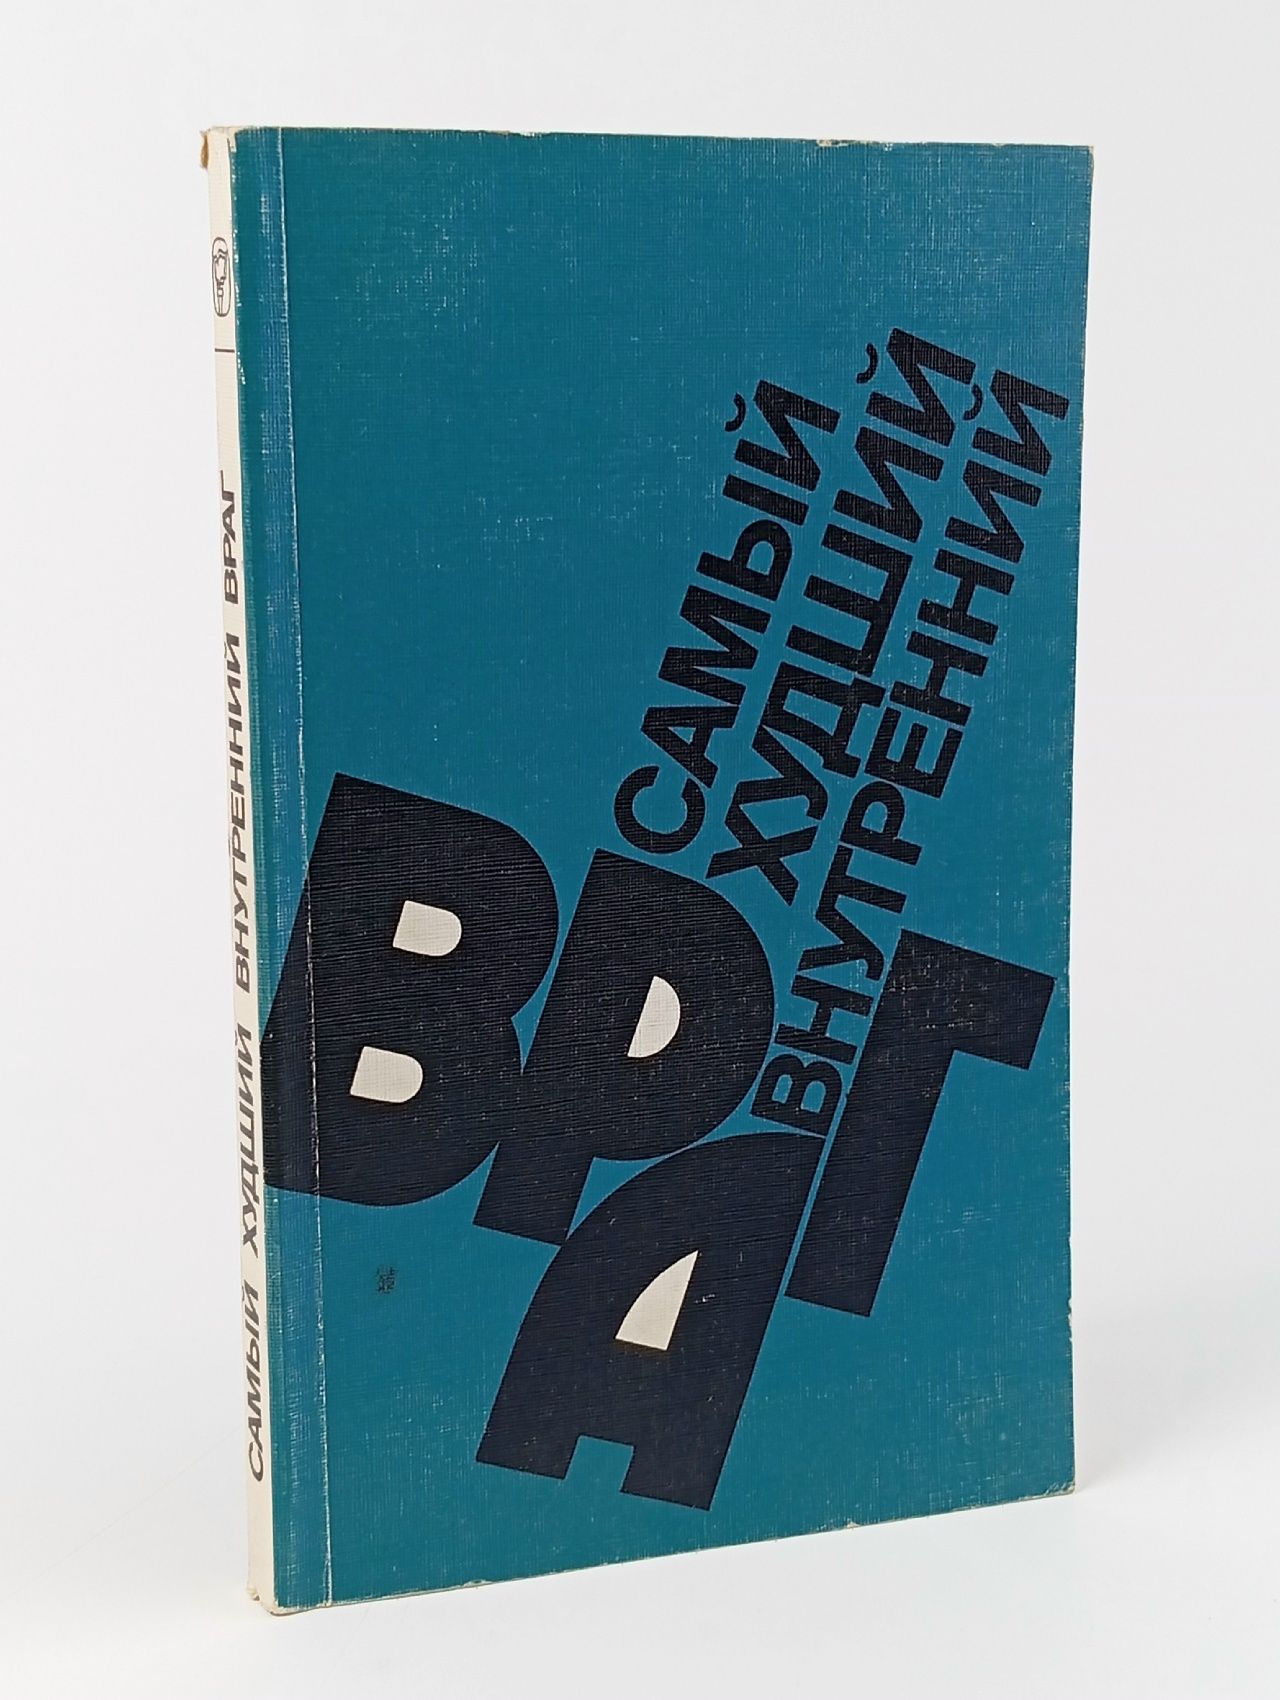 САМЫЙ
ХУДШИЙ
ВНУТРЕННИЙ
ВРАГ
САМЫЙ ХУДШИЙ ВНУТРЕННИЙ ВРАГ